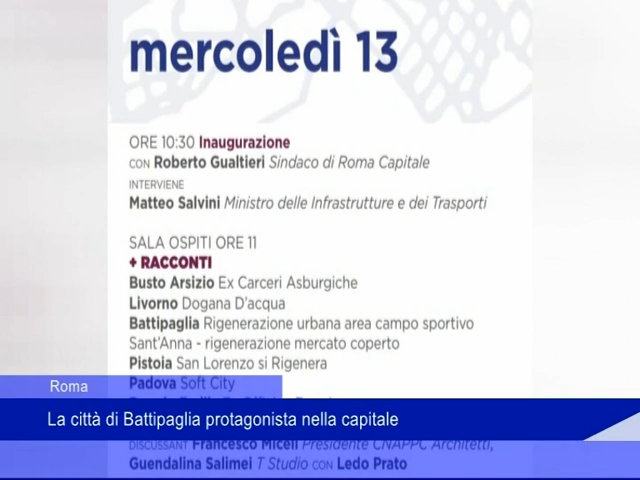 mercoledì 13
ORE 10:30 Inaugurazione
CON Roberto Gualtieri Sindaco di Roma Capitale
INTERVIENE
Matteo Salvini Ministro delle Infrastrutture e dei Trasporti
SALA OSPITI ORE 11
+ RACCONTI
Busto Arsizio Ex Carceri Asburgiche
Livorno Dogana D'acqua
Battipaglia Rigenerazione urbana area campo sportivo
Sant'Anna - rigenerazione mercato coperto
Pistoia San Lorenzo si Rigenera
Roma
Padova Soft City
La città di Battipaglia protagonista nella capitale
DISCUSSANT Francesco Miceli Presidente CNAPPC Architetti,
Guendalina Salimei T Studio CON Ledo Prato